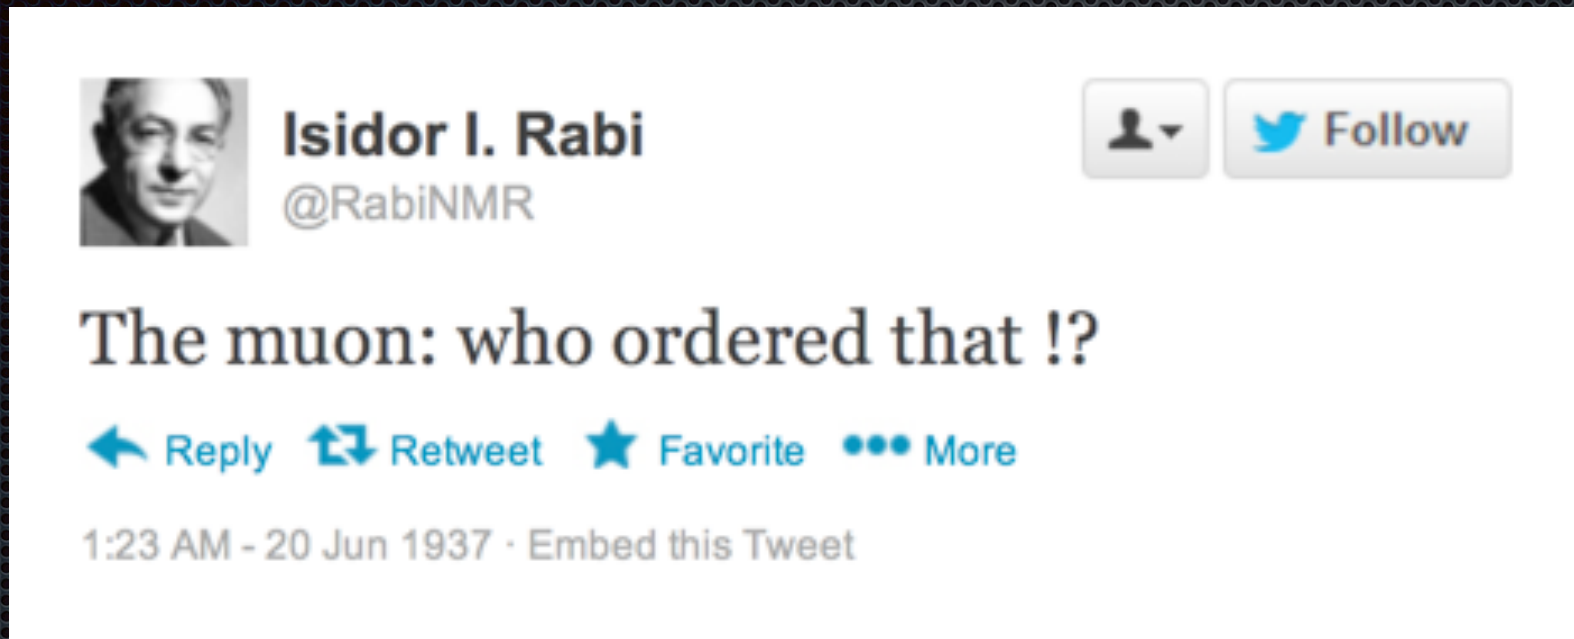 Isidor I. Rabi
@RabiNMR
Follow
The muon: who ordered that !?
Reply Retweet Favorite ••• More
1:23 AM - 20 Jun 1937 · Embed this Tweet